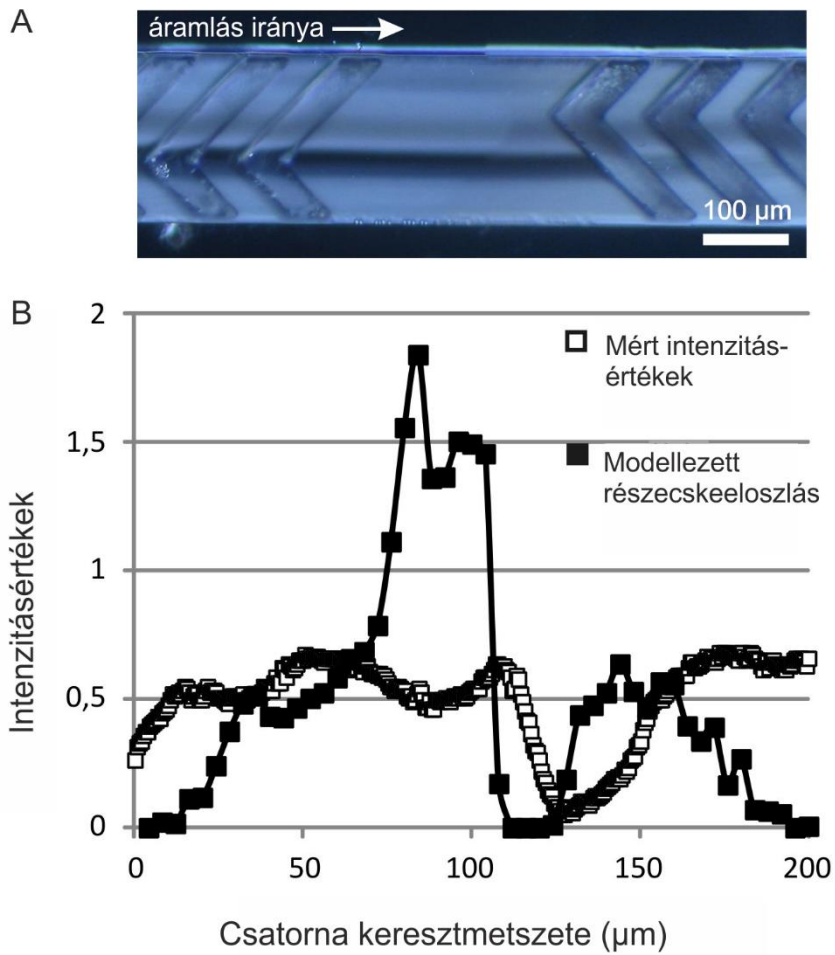 A
áramlás iránya
100 µm
B
2
1,5
1
0,5
0
Intenzitásértékek
Mért intenzitás-
értékek
Modellezett
részecskeeloszlás
0
50
100
150
200
Csatorna keresztmetszete (µm)